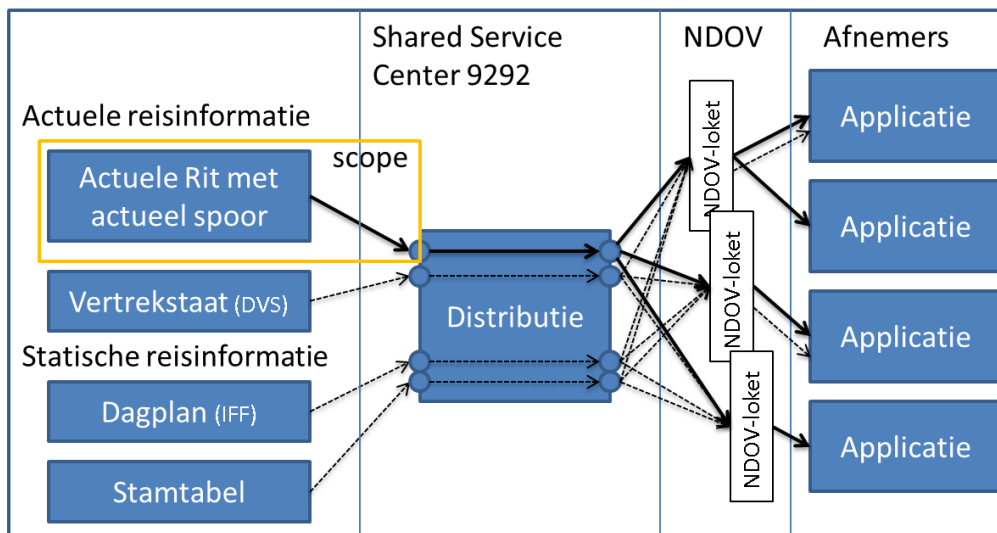 Shared Service
Center 9292
NDOV
Afnemers
Actuele reisinformatie
scope
Actuele Rit met
actueel spoor
Vertrekstaat (DVS)
Statische reisinformatie
Dagplan (IFF)
Stamtabel
Distributie
NDOV-loket
NDOV-loket
NDOV-loket
Applicatie
Applicatie
Applicatie
Applicatie